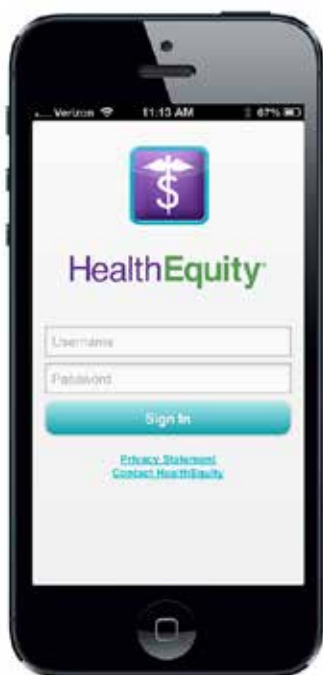 Verizon 11:13 AM 67%
$
HealthEquity
Username
Password
Sign In
Privacy Statement
Contact HealthEquity